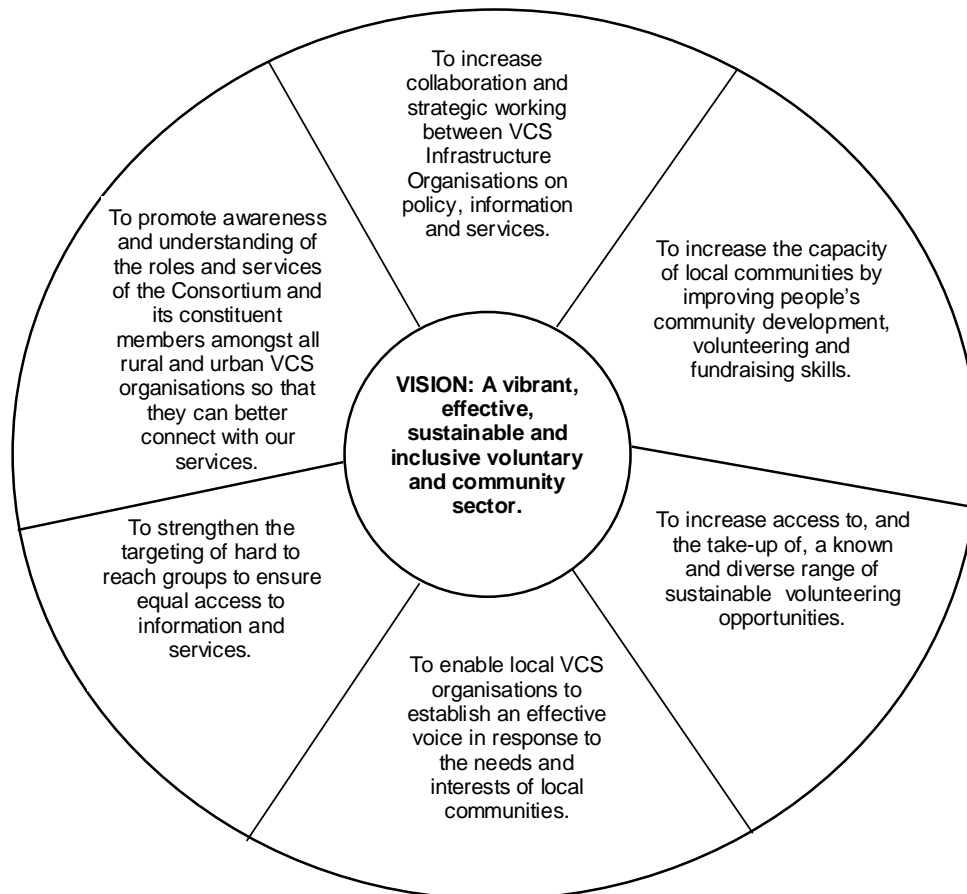 To increase
collaboration and
strategic working
between VCS
Infrastructure
Organisations on
policy, information
and services.
To increase the capacity
of local communities by
improving people's
community development,
volunteering and
fundraising skills.
To increase access to, and
the take-up of, a known
and diverse range of
sustainable  volunteering
opportunities.
To enable local VCS
organisations to
establish an effective
voice in response to
the needs and
interests of local
communities.
To strengthen the
targeting of hard to
reach groups to ensure
equal access to
information and
services.
To promote awareness
and understanding of
the roles and services
of the Consortium and
its constituent
members amongst all
rural and urban VCS
organisations so that
they can better
connect with our
services.
VISION: A vibrant,
effective,
sustainable and
inclusive voluntary
and community
sector.